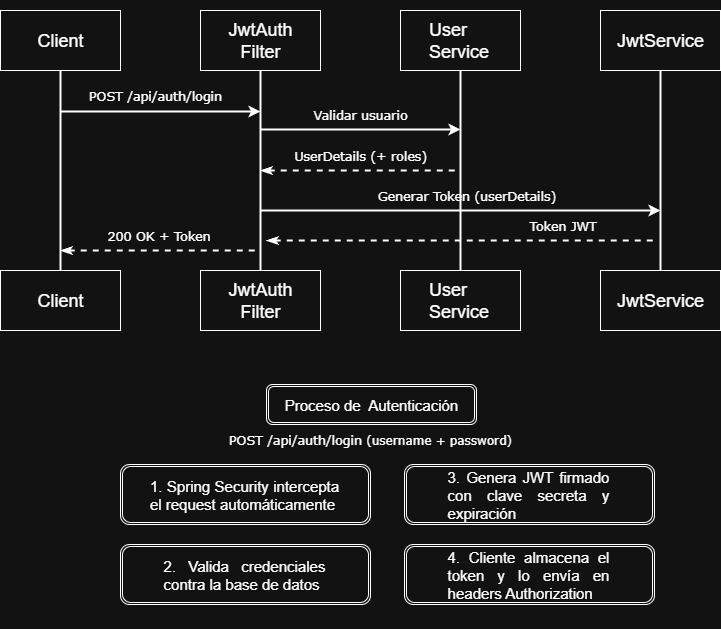 Client
JwtAuth
Filter
User
Service
JwtService
POST /api/auth/login
Validar usuario
UserDetails (+ roles)
Generar Token (userDetails)
Token JWT
200 OK + Token
Client
JwtAuth
Filter
User
Service
JwtService
Proceso de Autenticación
POST /api/auth/login (username + password)
1. Spring Security intercepta
el request automáticamente
2. Valida credenciales
contra la base de datos
3. Genera JWT firmado
con clave secreta y
expiración
4. Cliente almacena el
token y lo envía en
headers Authorization